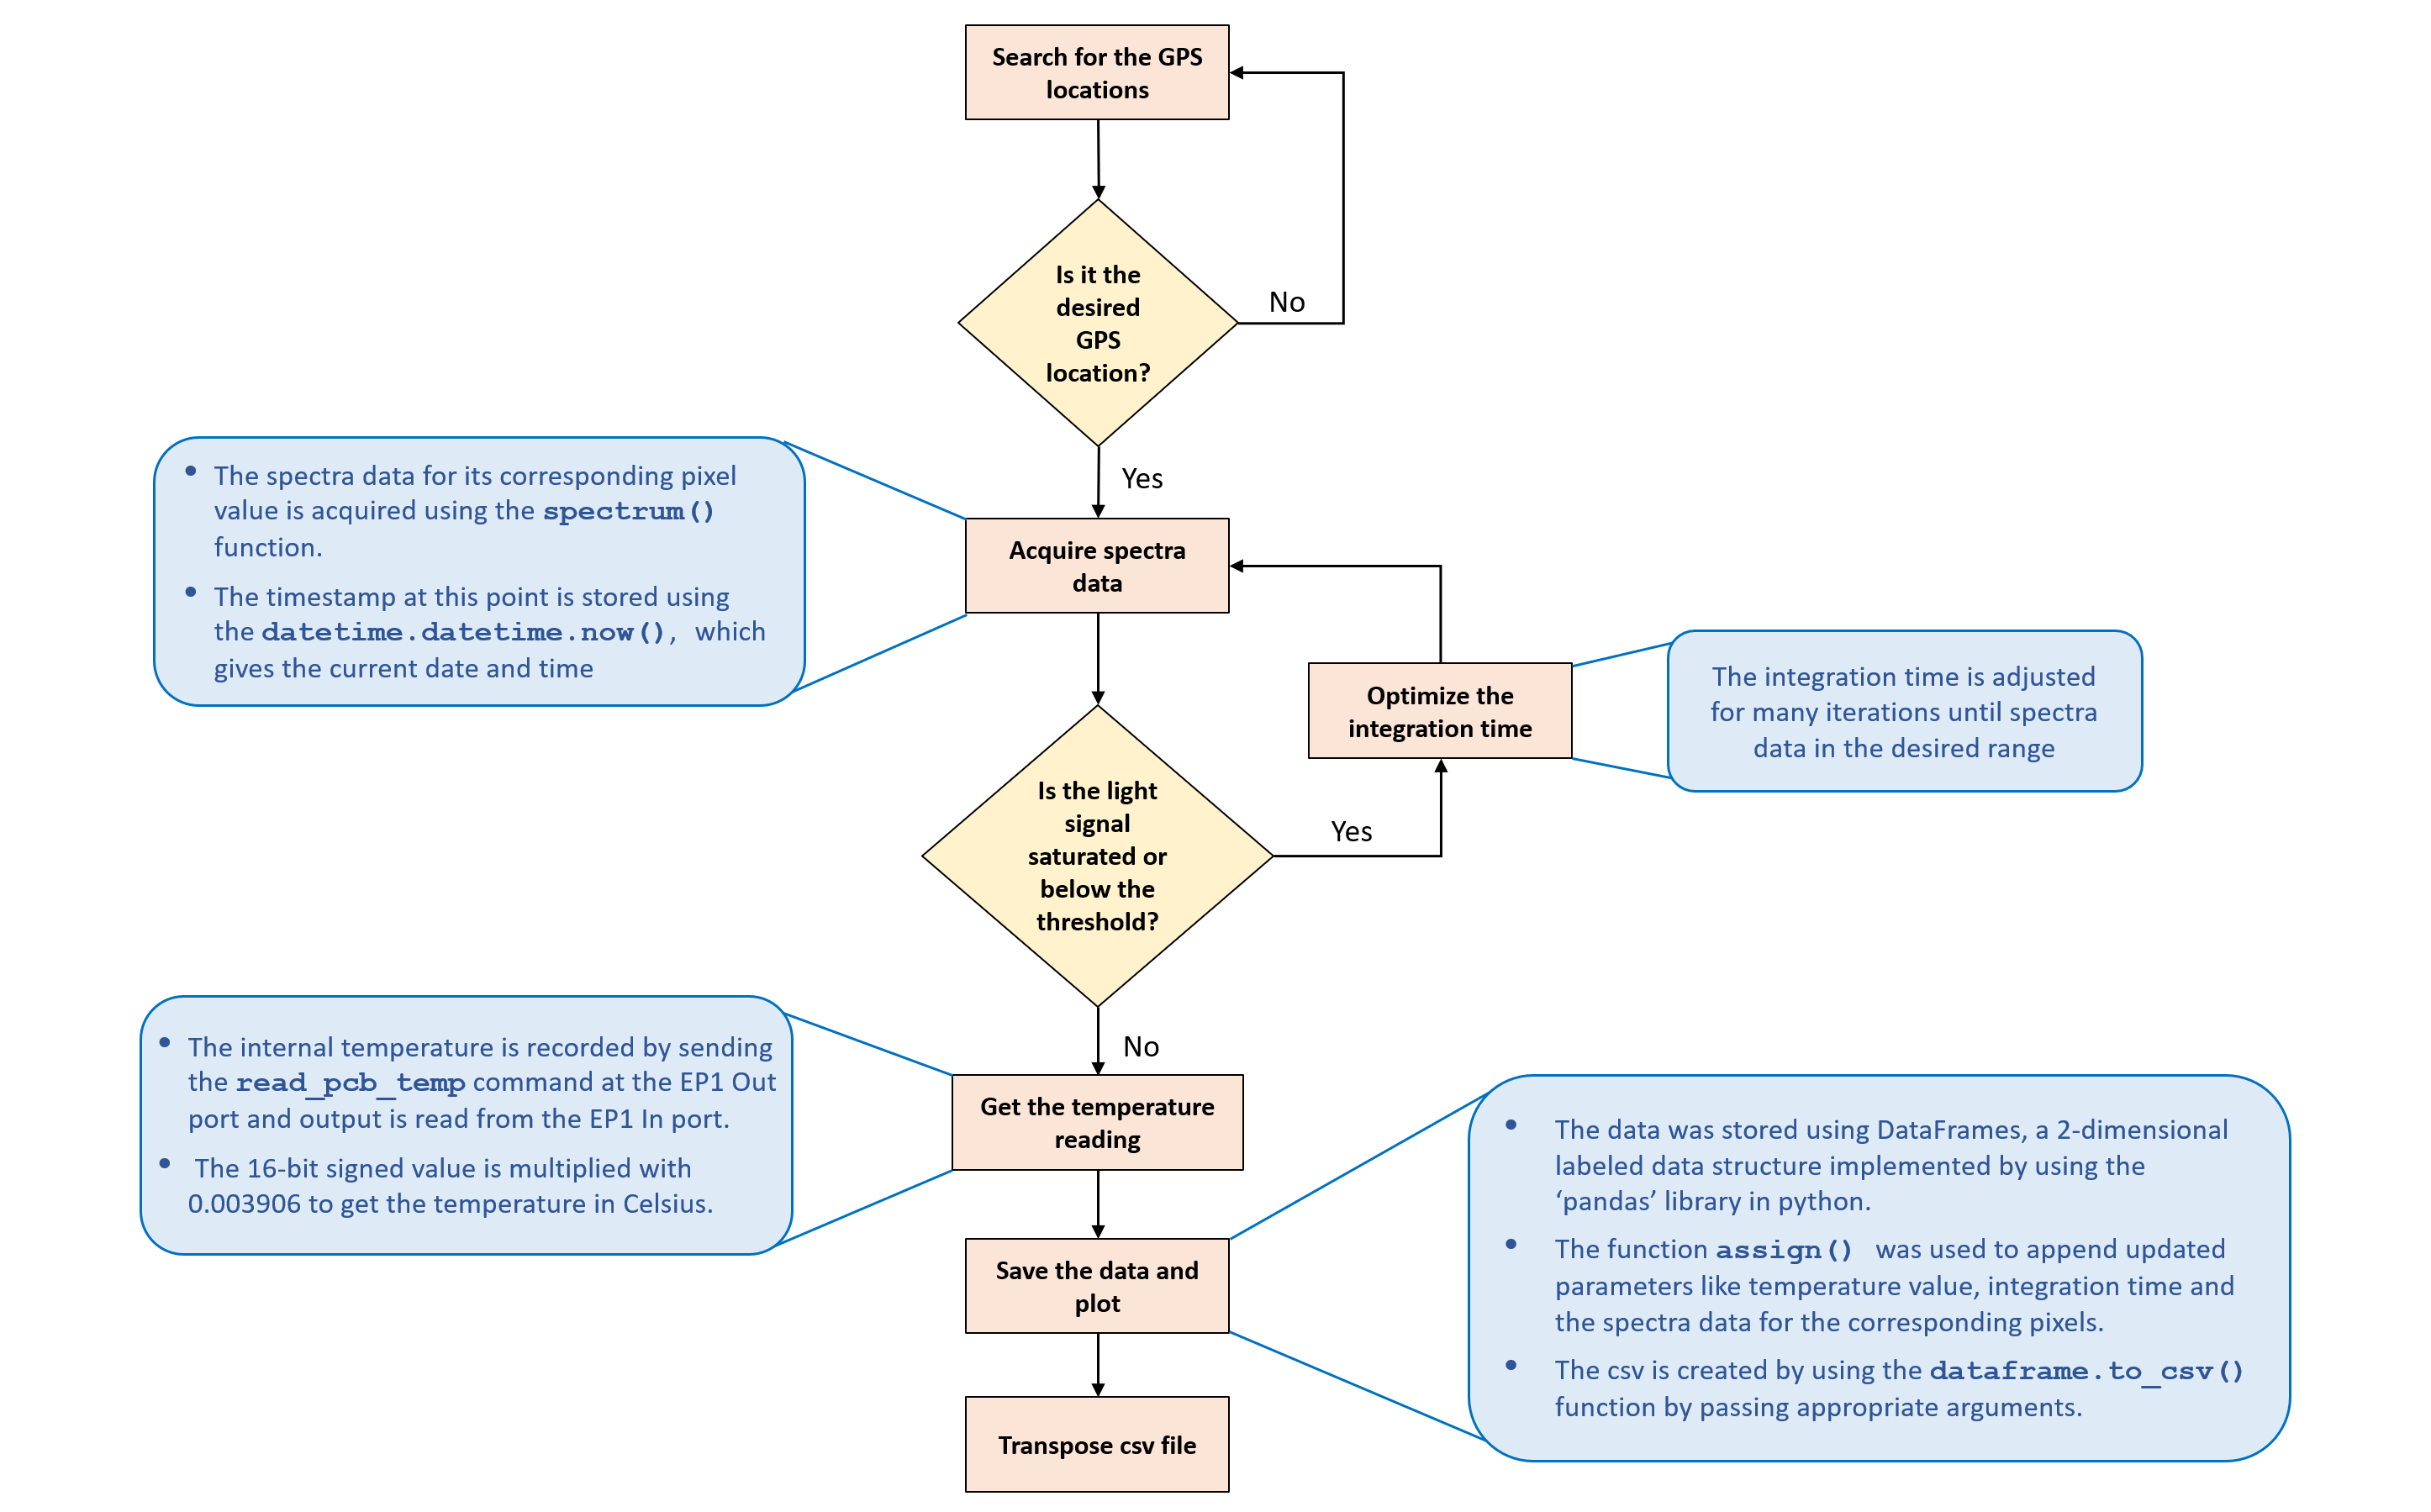 Search for the GPS
locations
Is it the
desired
GPS
location?
No
Yes
• The spectra data for its corresponding pixel
value is acquired using the spectrum()
function.
• The timestamp at this point is stored using
the datetime.datetime.now(), which
gives the current date and time
Acquire spectra
data
Optimize the
integration time
The integration time is adjusted
for many iterations until spectra
data in the desired range
Is the light
signal
saturated or
below the
threshold?
Yes
No
• The internal temperature is recorded by sending
the read_pcb_temp command at the EP1 Out
port and output is read from the EP1 In port.
• The 16-bit signed value is multiplied with
0.003906 to get the temperature in Celsius.
Get the temperature
reading
Save the data and
plot
• The data was stored using DataFrames, a 2-dimensional
labeled data structure implemented by using the
‘pandas’ library in python.
• The function assign() was used to append updated
parameters like temperature value, integration time and
the spectra data for the corresponding pixels.
• The csv is created by using the dataframe.to_csv()
function by passing appropriate arguments.
Transpose csv file